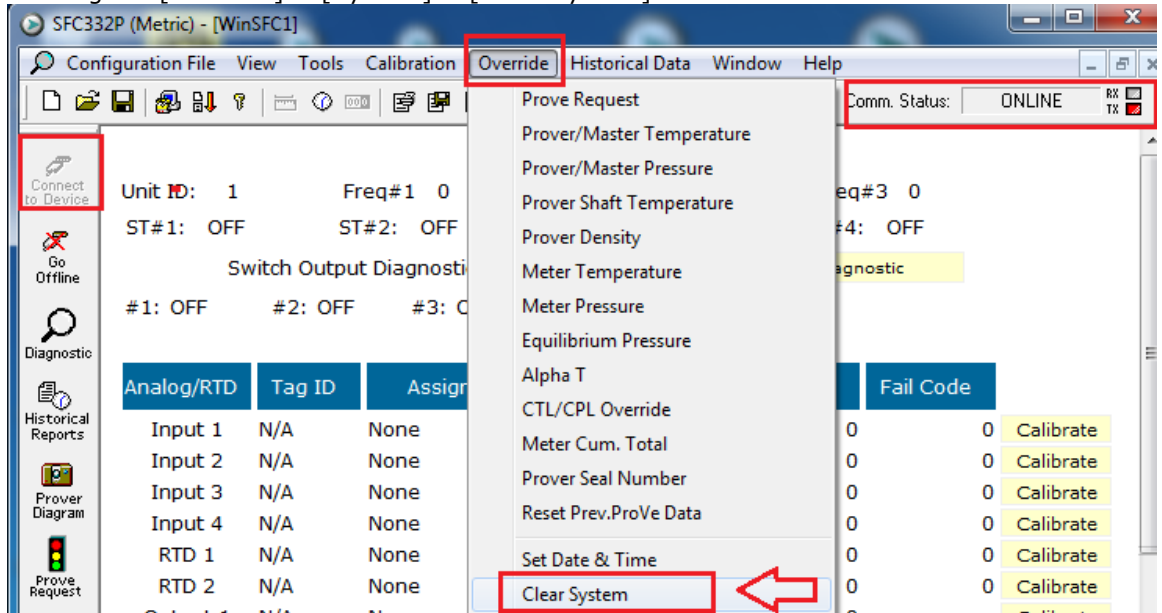 SFC332P (Metric) - [WinSFC1]
Configuration File View Tools Calibration Override Historical Data Window Help
Comm. Status: ONLINE RX
TX
Connect
to Device
Go
Offline
Diagnostic
Historical
Reports
Prover
Diagram
Prove
Request
Unit ID: 1 Freq#1 0 eq#3 0
ST#1: OFF ST#2: OFF #4: OFF
Switch Output Diagnosti agnostic
#1: OFF #2: OFF #3:
Analog/RTD Tag ID Assign Fail Code
Input 1 N/A None 0 0 Calibrate
Input 2 N/A None 0 0 Calibrate
Input 3 N/A None 0 0 Calibrate
Input 4 N/A None 0 0 Calibrate
RTD 1 N/A None 0 0 Calibrate
RTD 2 N/A None 0 0 Calibrate
Prove Request
Prover/Master Temperature
Prover/Master Pressure
Prover Shaft Temperature
Prover Density
Meter Temperature
Meter Pressure
Equilibrium Pressure
Alpha T
CTL/CPL Override
Meter Cum. Total
Prover Seal Number
Reset Prev.ProVe Data
Set Date & Time
Clear System